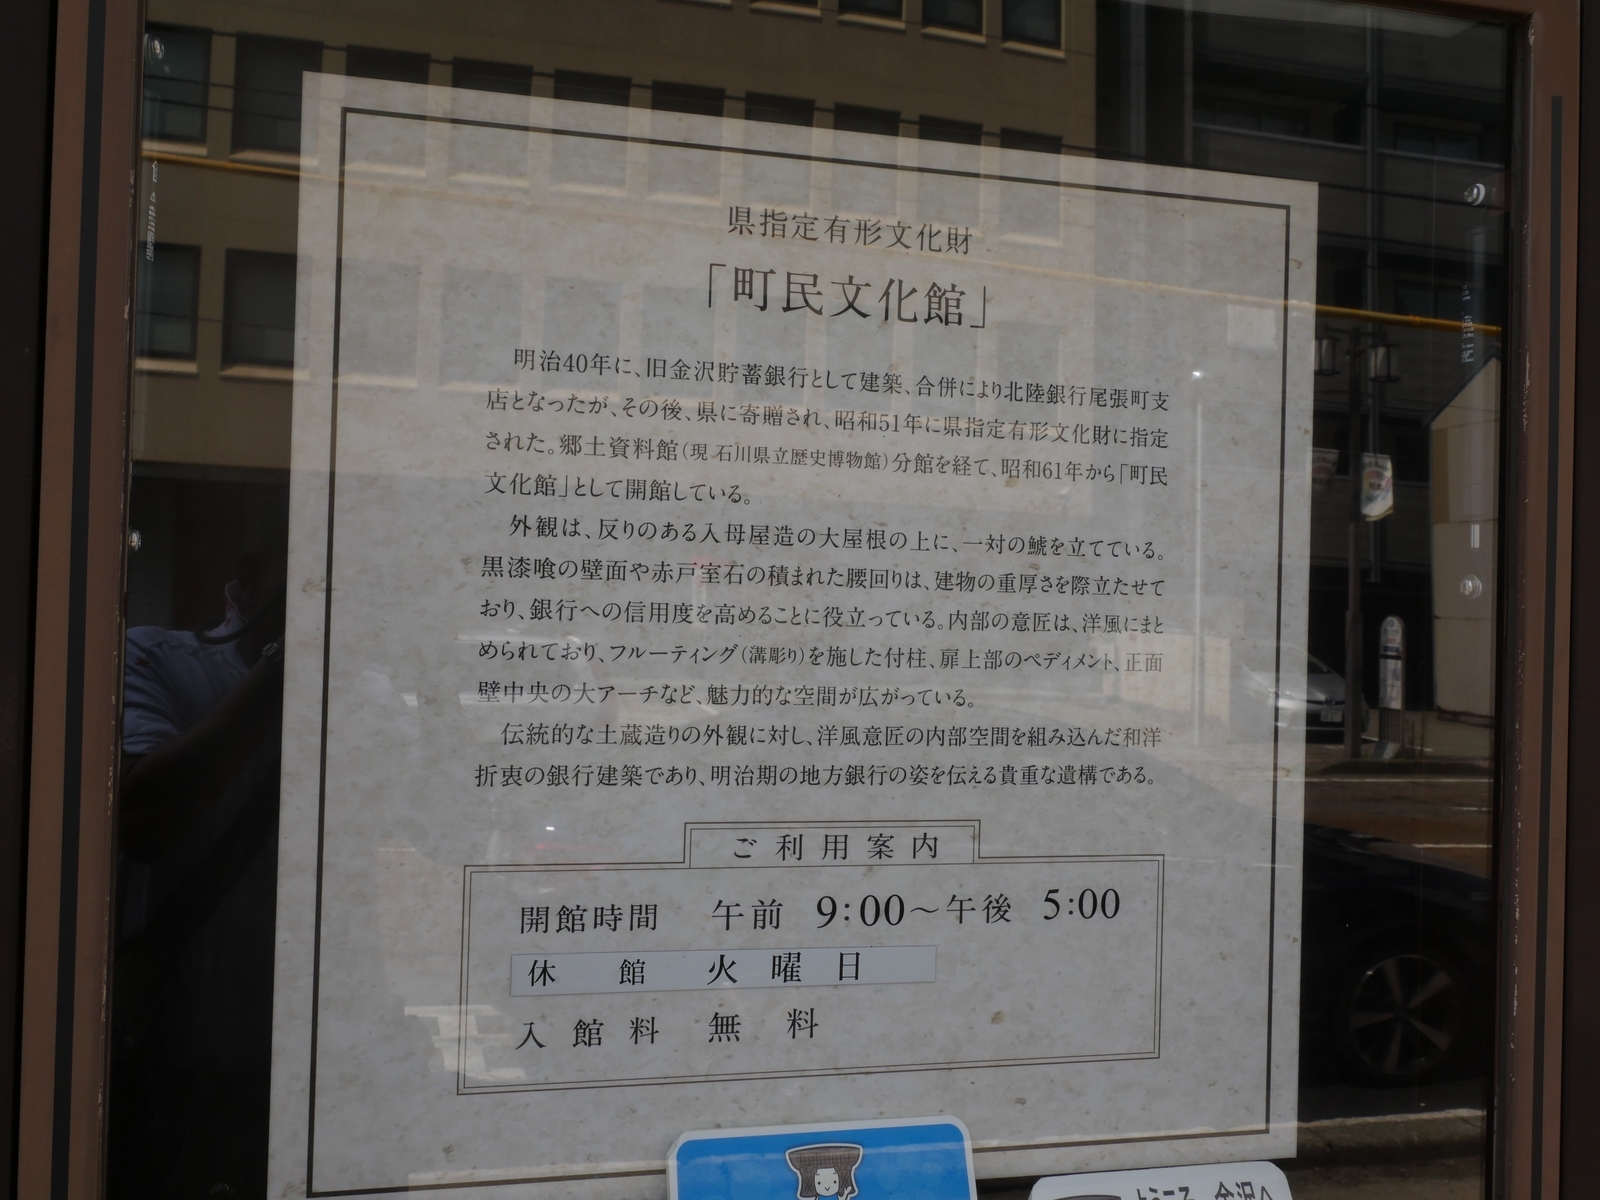 県指定有形文化財
「町民文化館」
明治40年に、旧金沢貯蓄銀行として建築、合併により北陸銀行尾張町支
店となったが、その後、県に寄贈され、昭和51年に県指定有形文化財に指定
された。郷土資料館(現 石川県立歴史博物館)分館を経て、昭和61年から「町民
文化館」として開館している。
外観は、反りのある入母屋造の大屋根の上に、一対の鯱を立てている。
黒漆喰の壁面や赤戸室石の積まれた腰回りは、建物の重厚さを際立たせて
おり、銀行への信用度を高めることに役立っている。内部の意匠は、洋風にまと
められており、フルーティング(溝彫り)を施した付柱、扉上部のペディメント、正面
壁中央の大アーチなど、魅力的な空間が広がっている。
伝統的な土蔵造りの外観に対し、洋風意匠の内部空間を組み込んだ和洋
折衷の銀行建築であり、明治期の地方銀行の姿を伝える貴重な遺構である。
ご利用案内
開館時間 午前 9:00～午後 5:00
休館 火曜日
入館料 無料
ようこそ 金沢へ